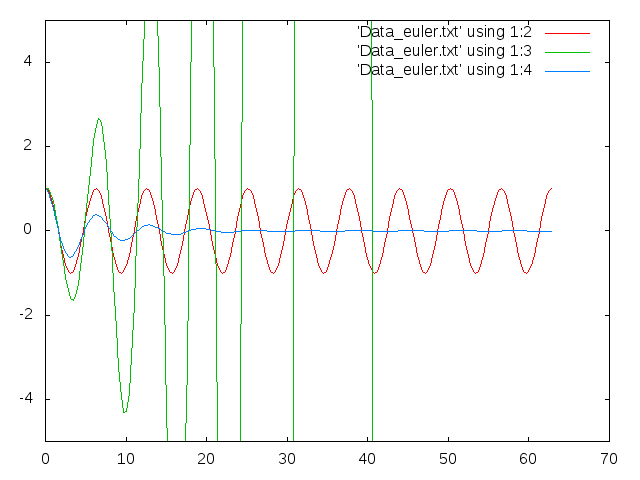 'Data_euler.txt' using 1:2
'Data_euler.txt' using 1:3
'Data_euler.txt' using 1:4
4
2
0
-2
-4
0 10 20 30 40 50 60 70